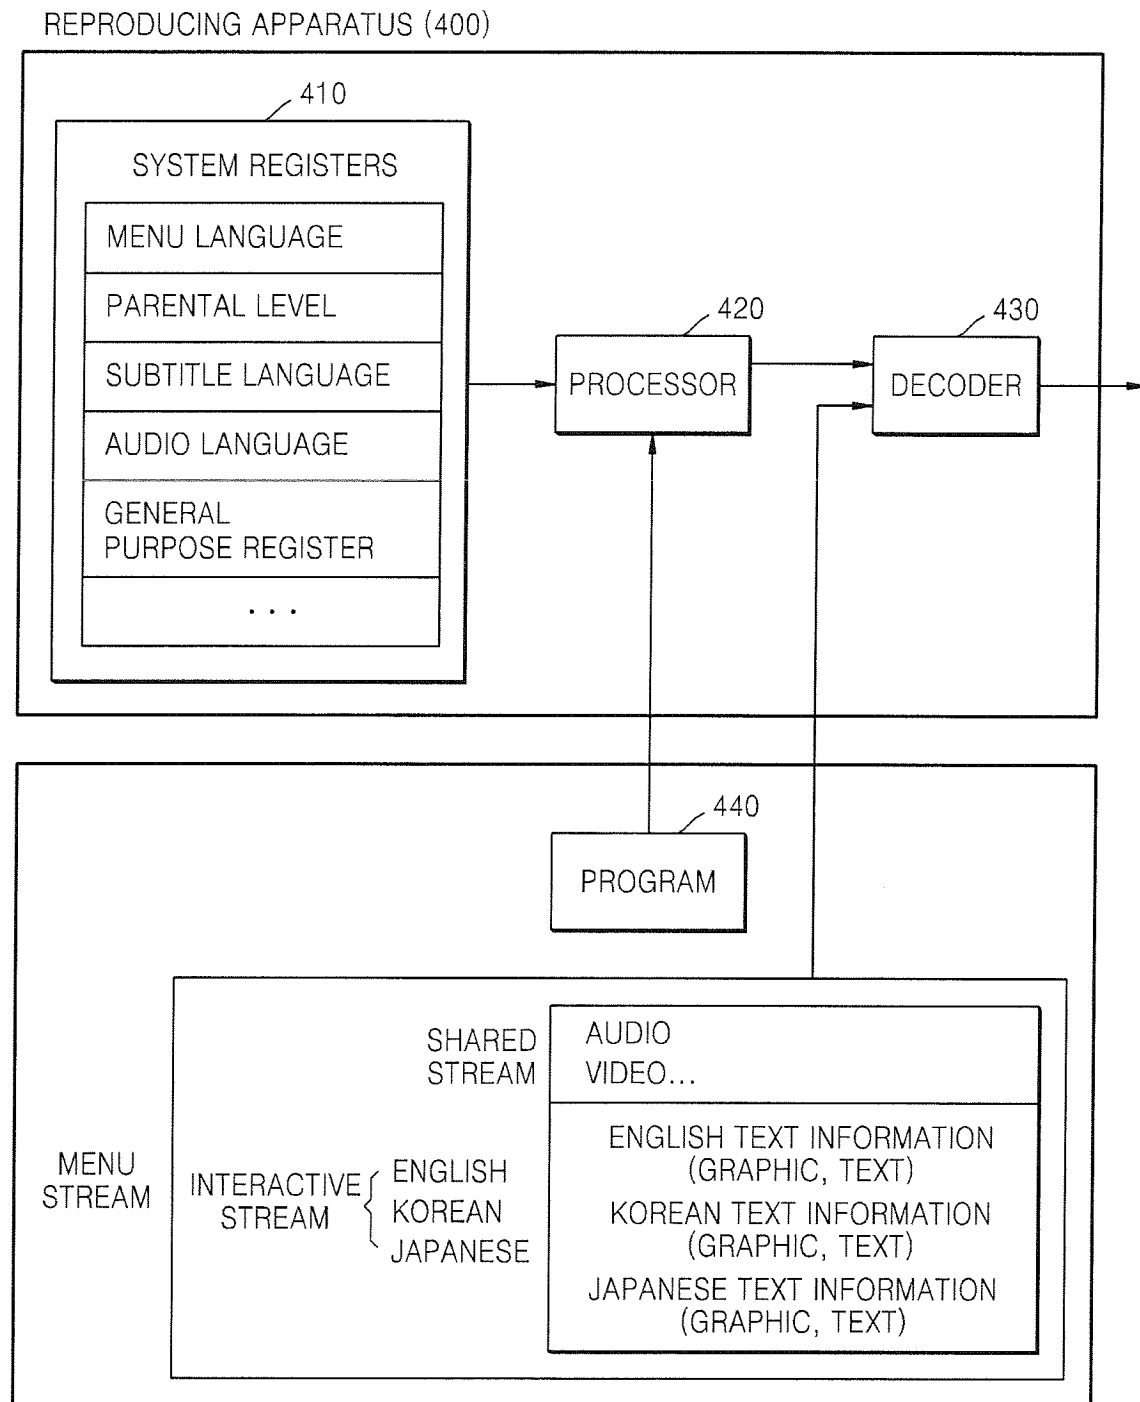 REPRODUCING APPARATUS (400)
410
SYSTEM REGISTERS
MENU LANGUAGE
PARENTAL LEVEL
SUBTITLE LANGUAGE
AUDIO LANGUAGE
GENERAL
PURPOSE REGISTER
...
420
PROCESSOR
430
DECODER
440
PROGRAM
MENU
STREAM
SHARED
STREAM
AUDIO
VIDEO...
INTERACTIVE
STREAM
ENGLISH
KOREAN
JAPANESE
ENGLISH TEXT INFORMATION
(GRAPHIC, TEXT)
KOREAN TEXT INFORMATION
(GRAPHIC, TEXT)
JAPANESE TEXT INFORMATION
(GRAPHIC, TEXT)